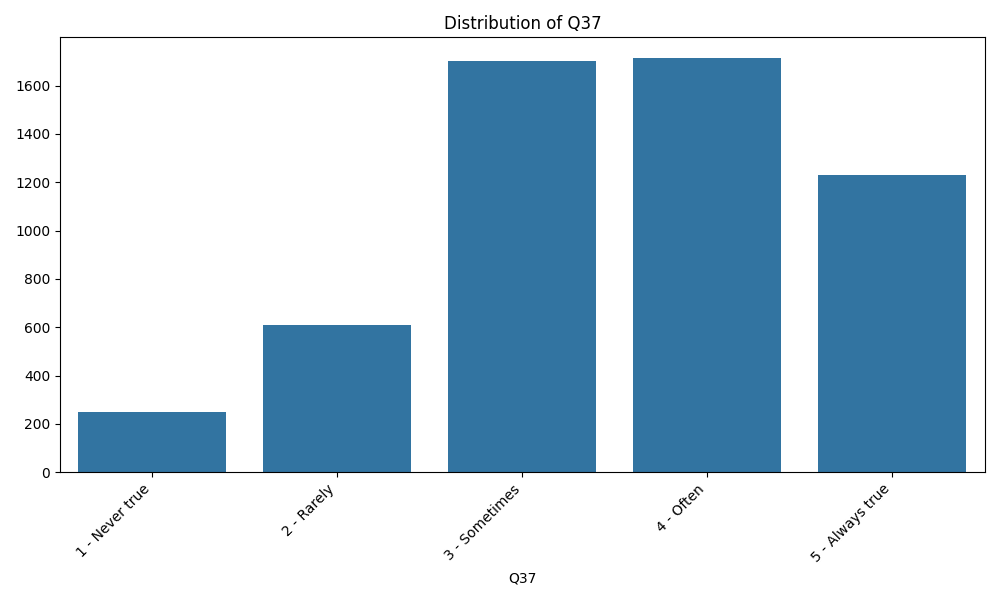 Distribution of Q37
1600
1400
1200
1000
800
600
400
200
0
1 - Never true
2 - Rarely
3 - Sometimes
4 - Often
5 - Always true
Q37